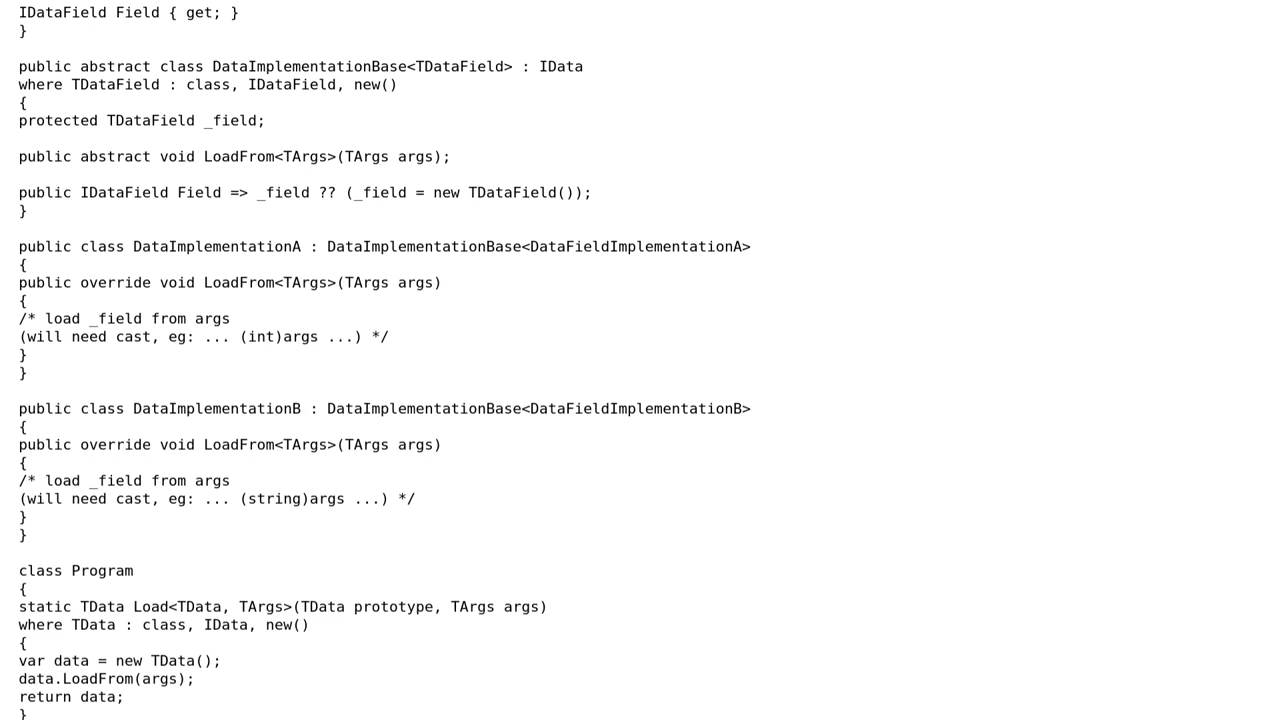 IDataField Field { get; }
}
public abstract class DataImplementationBase<TDataField> : IData
where TDataField : class, IDataField, new()
{
protected TDataField _field;
public abstract void LoadFrom<TArgs>(TArgs args);
public IDataField Field => _field ?? (_field = new TDataField());
}
public class DataImplementationA : DataImplementationBase<DataFieldImplementationA>
{
public override void LoadFrom<TArgs>(TArgs args)
{
/* load _field from args
(will need cast, eg: ... (int)args ...) */
}
}
public class DataImplementationB : DataImplementationBase<DataFieldImplementationB>
{
public override void LoadFrom<TArgs>(TArgs args)
{
/* load _field from args
(will need cast, eg: ... (string)args ...) */
}
}
class Program
{
static TData Load<TData, TArgs>(TData prototype, TArgs args)
where TData : class, IData, new()
{
var data = new TData();
data.LoadFrom(args);
return data;
}